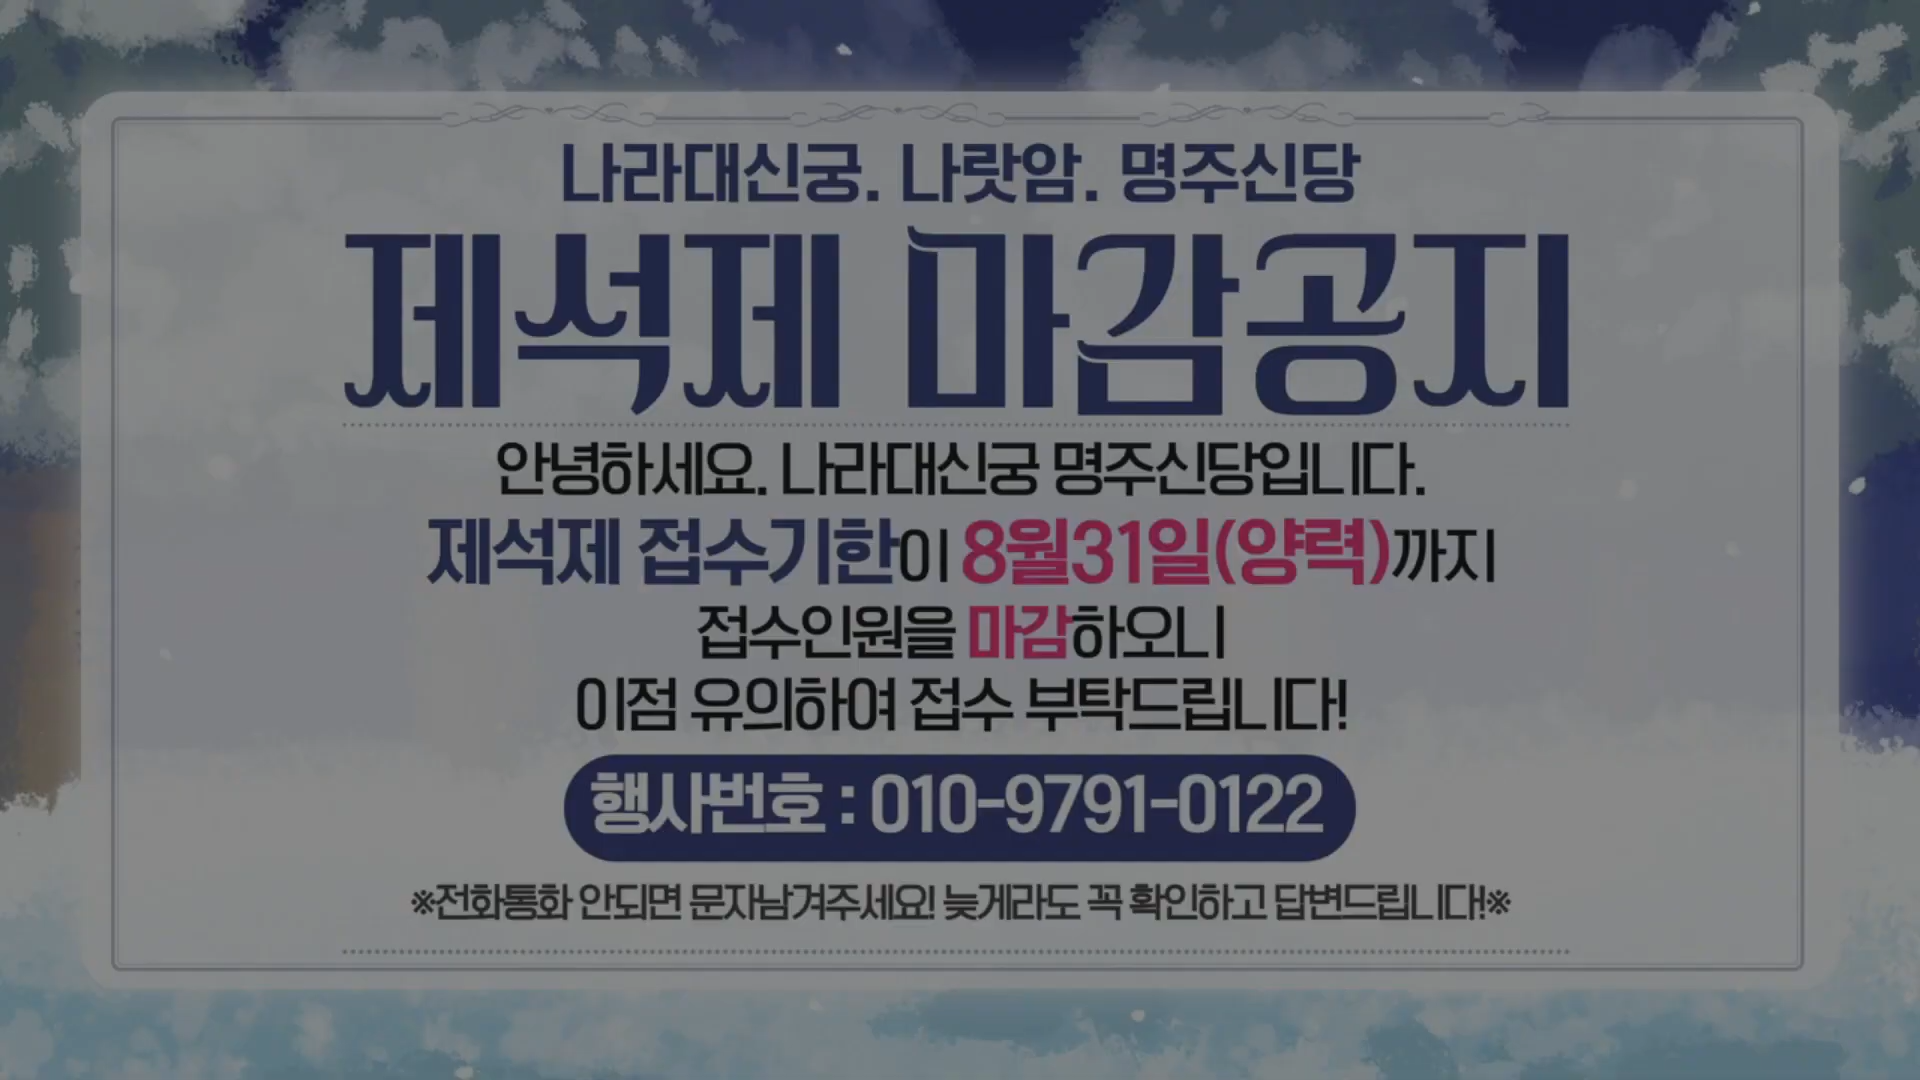 나라대신궁. 나랏암. 명주신당
제석제 마감공지
안녕하세요. 나라대신궁 명주신당입니다.
제석제 접수기한이 8월31일(양력)까지
접수인원을 마감하오니
이점 유의하여 접수 부탁드립니다!
행사번호 : 010-9791-0122
※전화통화 안되면 문자남겨주세요! 늦게라도 꼭 확인하고 답변드립니다!※